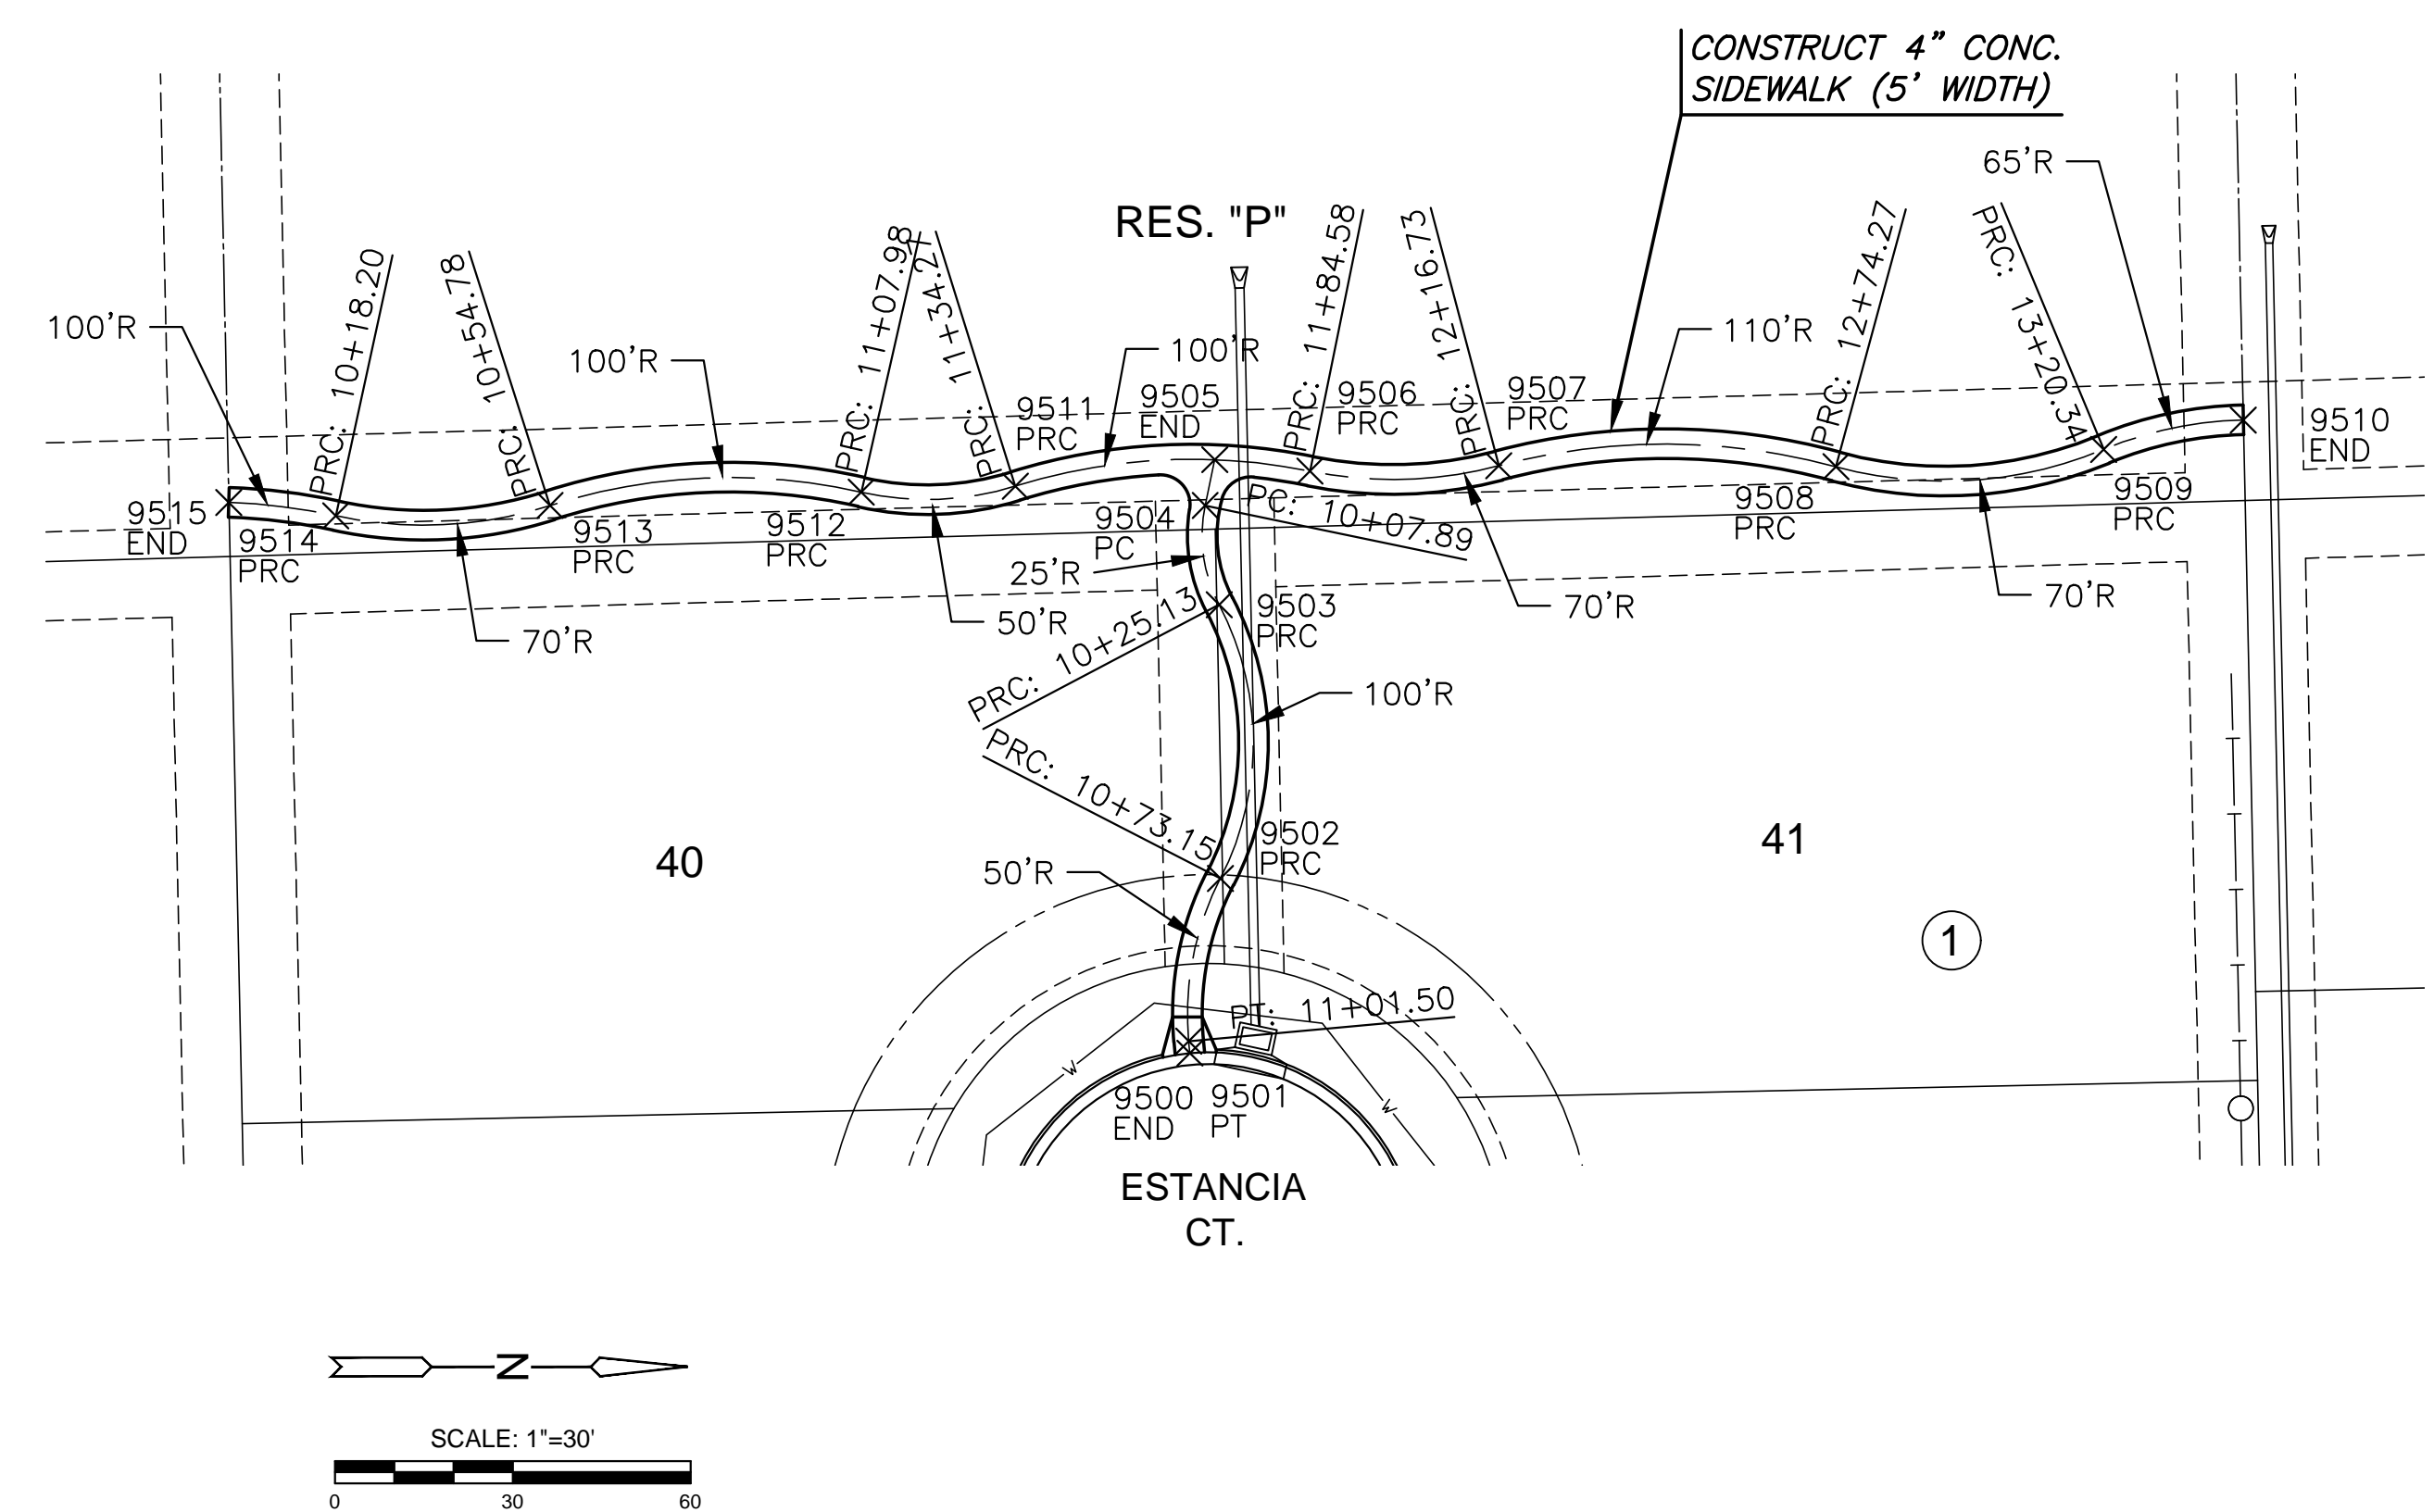 CONSTRUCT 4" CONC.
SIDEWALK (5' WIDTH)
65'R
RES. "P"
100'R
PRC: 10+18.20
PRC: 10+54.78
100'R
PRC: 11+07.98
PRC: 11+34.27
100'R
PRC: 11+84.58
PRC: 12+16.73
110'R
PRC: 12+74.27
PRC: 13+20.34
9511
PRC
9505
END
9506
PRC
9507
PRC
9510
END
9515
END
9514
PRC
9513
PRC
9512
PRC
9504
PC
PC: 10+07.89
9508
PRC
9509
PRC
25'R
70'R
50'R
PRC: 10+25.13
9503
PRC
70'R
70'R
100'R
PRC: 10+73.15
9502
PRC
40
41
50'R
1
PT: 11+01.50
W
W
9500
END
9501
PT
ESTANCIA
CT.
N
SCALE: 1"=30'
0 30 60